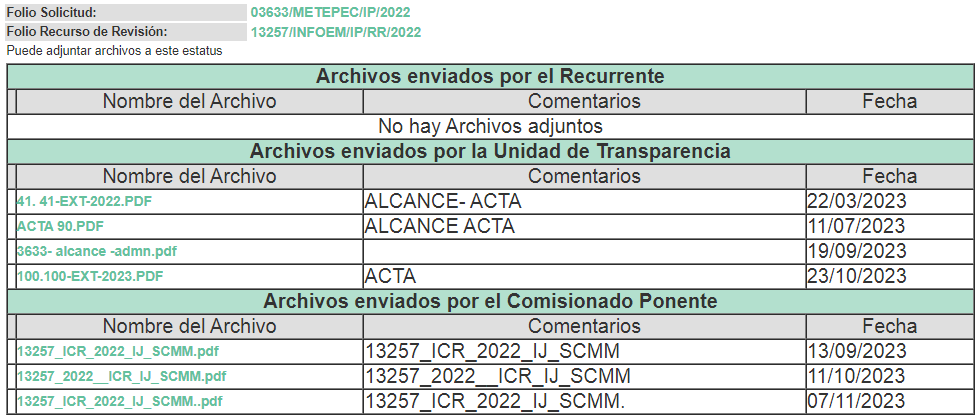 Folio Solicitud: 03633/METEPEC/IP/2022
Folio Recurso de Revisión: 13257/INFOEM/IP/RR/2022
Puede adjuntar archivos a este estatus
Archivos enviados por el Recurrente
Nombre del Archivo Comentarios Fecha
No hay Archivos adjuntos
Archivos enviados por la Unidad de Transparencia
Nombre del Archivo Comentarios Fecha
41. 41-EXT-2022.PDF ALCANCE- ACTA 22/03/2023
ACTA 90.PDF ALCANCE ACTA 11/07/2023
3633- alcance -admn.pdf 19/09/2023
100.100-EXT-2023.PDF ACTA 23/10/2023
Archivos enviados por el Comisionado Ponente
Nombre del Archivo Comentarios Fecha
13257_ICR_2022_IJ_SCMM.pdf 13257_ICR_2022_IJ_SCMM 13/09/2023
13257_2022__ICR_IJ_SCMM.pdf 13257_2022__ICR_IJ_SCMM 11/10/2023
13257_ICR_2022_IJ_SCMM..pdf 13257_ICR_2022_IJ_SCMM. 07/11/2023